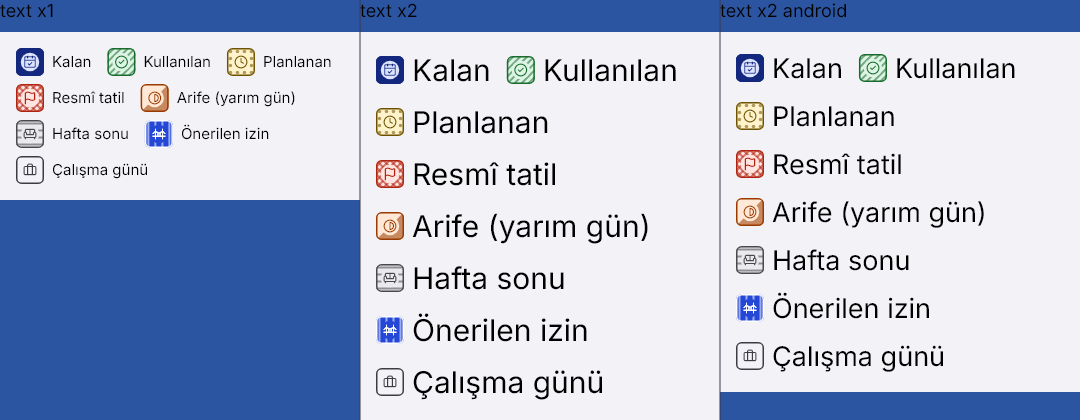 text x1
Kalan Kullanılan Planlanan
Resmî tatil Arife (yarım gün)
Hafta sonu Önerilen izin
Çalışma günü
text x2
Kalan Kullanılan
Planlanan
Resmî tatil
Arife (yarım gün)
Hafta sonu
Önerilen izin
Çalışma günü
text x2 android
Kalan Kullanılan
Planlanan
Resmî tatil
Arife (yarım gün)
Hafta sonu
Önerilen izin
Çalışma günü